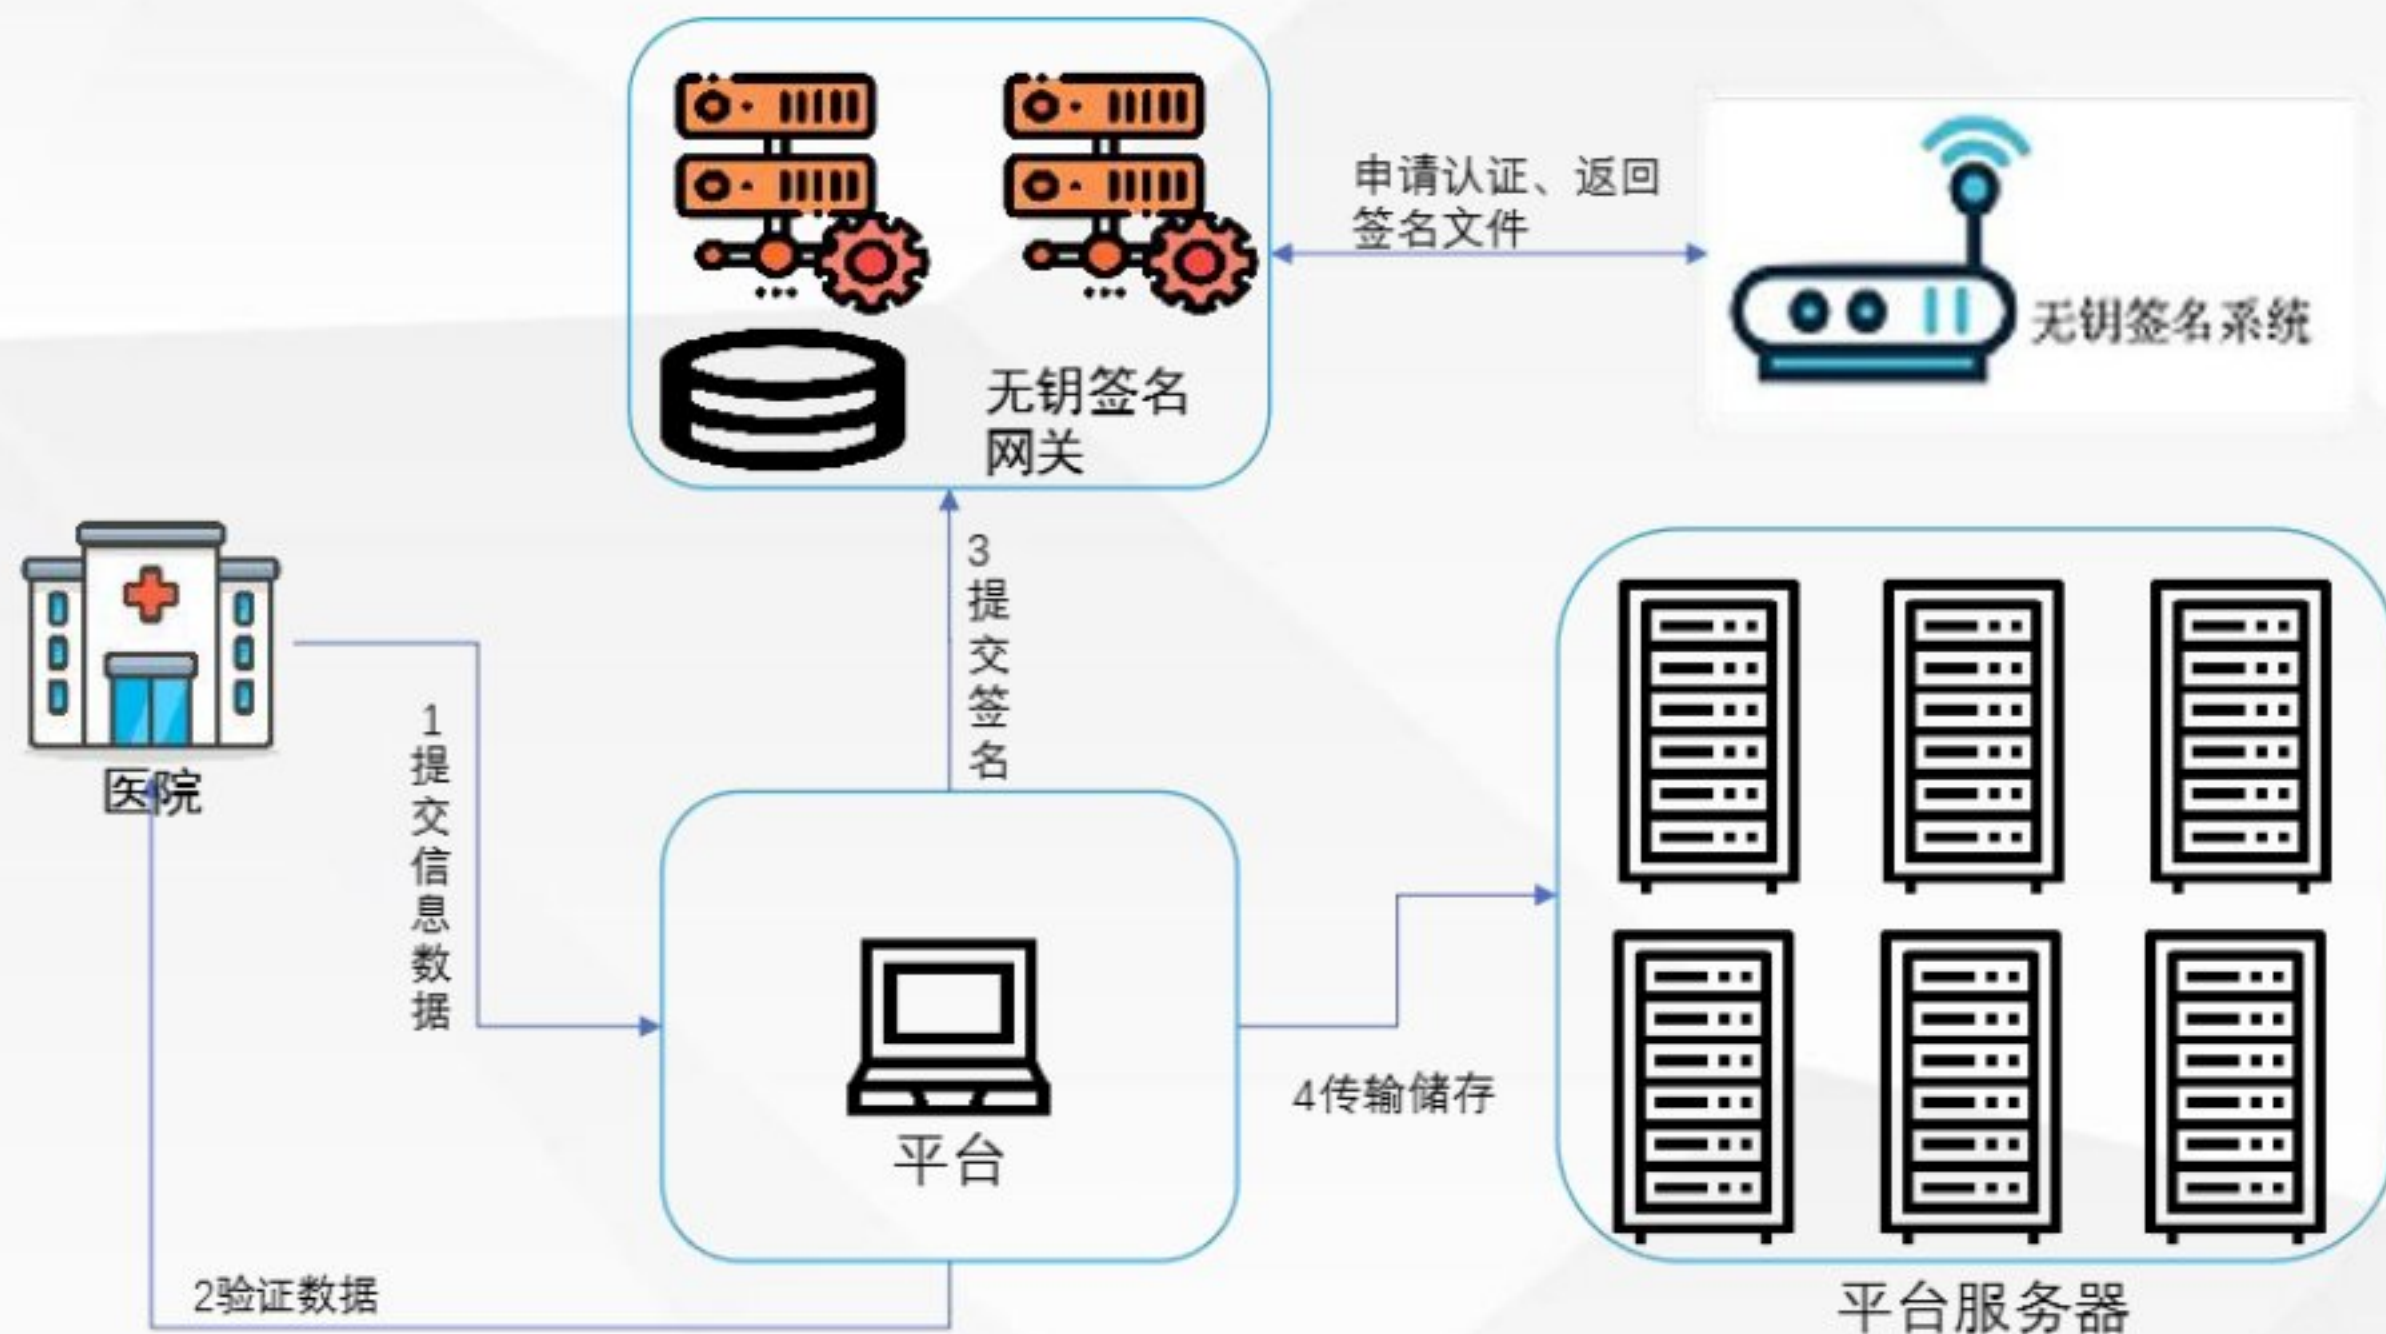 申请认证、返回
签名文件
无钥签名系统
无钥签名
网关
3
提
交
签
名
医院
1
提
交
信
息
数
据
平台
4传输储存
2验证数据
平台服务器